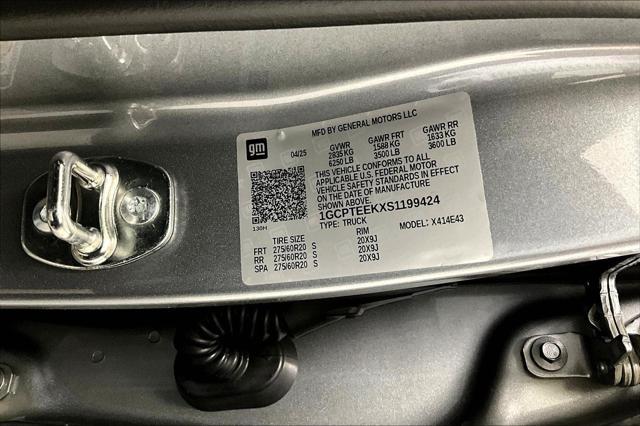 MFD BY GENERAL MOTORS LLC
gm 04/25 GVWR GAWR FRT GAWR RR
2835 KG 1588 KG 1633 KG
6250 LB 3500 LB 3600 LB
THIS VEHICLE CONFORMS TO ALL
APPLICABLE U.S. FEDERAL MOTOR
VEHICLE SAFETY STANDARDS IN EFFECT
ON THE DATE OF MANUFACTURE
SHOWN ABOVE.
1GCPTEEKXS1199424
130H TYPE: TRUCK MODEL: X414E43
TIRE SIZE RIM
FRT 275/60R20 S 20X9J
RR 275/60R20 S 20X9J
SPA 275/60R20 S 20X9J